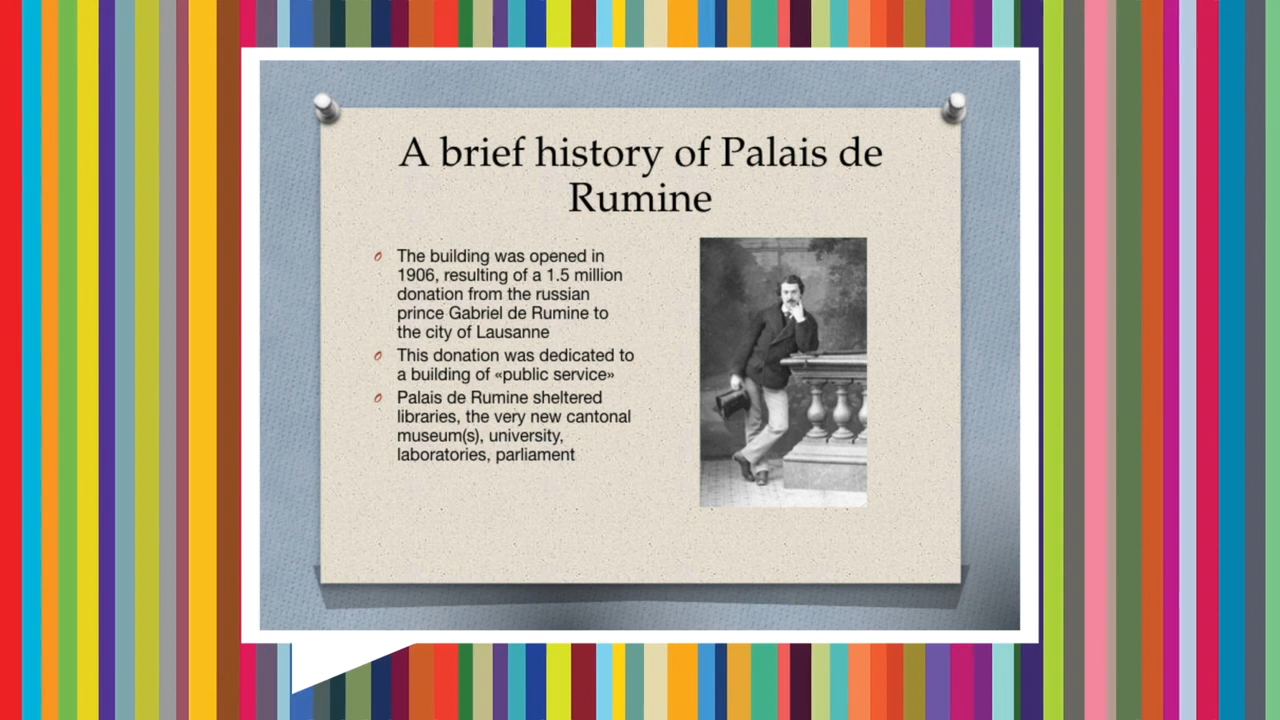 A brief history of Palais de
Rumine
The building was opened in
1906, resulting of a 1.5 million
donation from the russian
prince Gabriel de Rumine to
the city of Lausanne
This donation was dedicated to
a building of «public service»
Palais de Rumine sheltered
libraries, the very new cantonal
museum(s), university,
laboratories, parliament